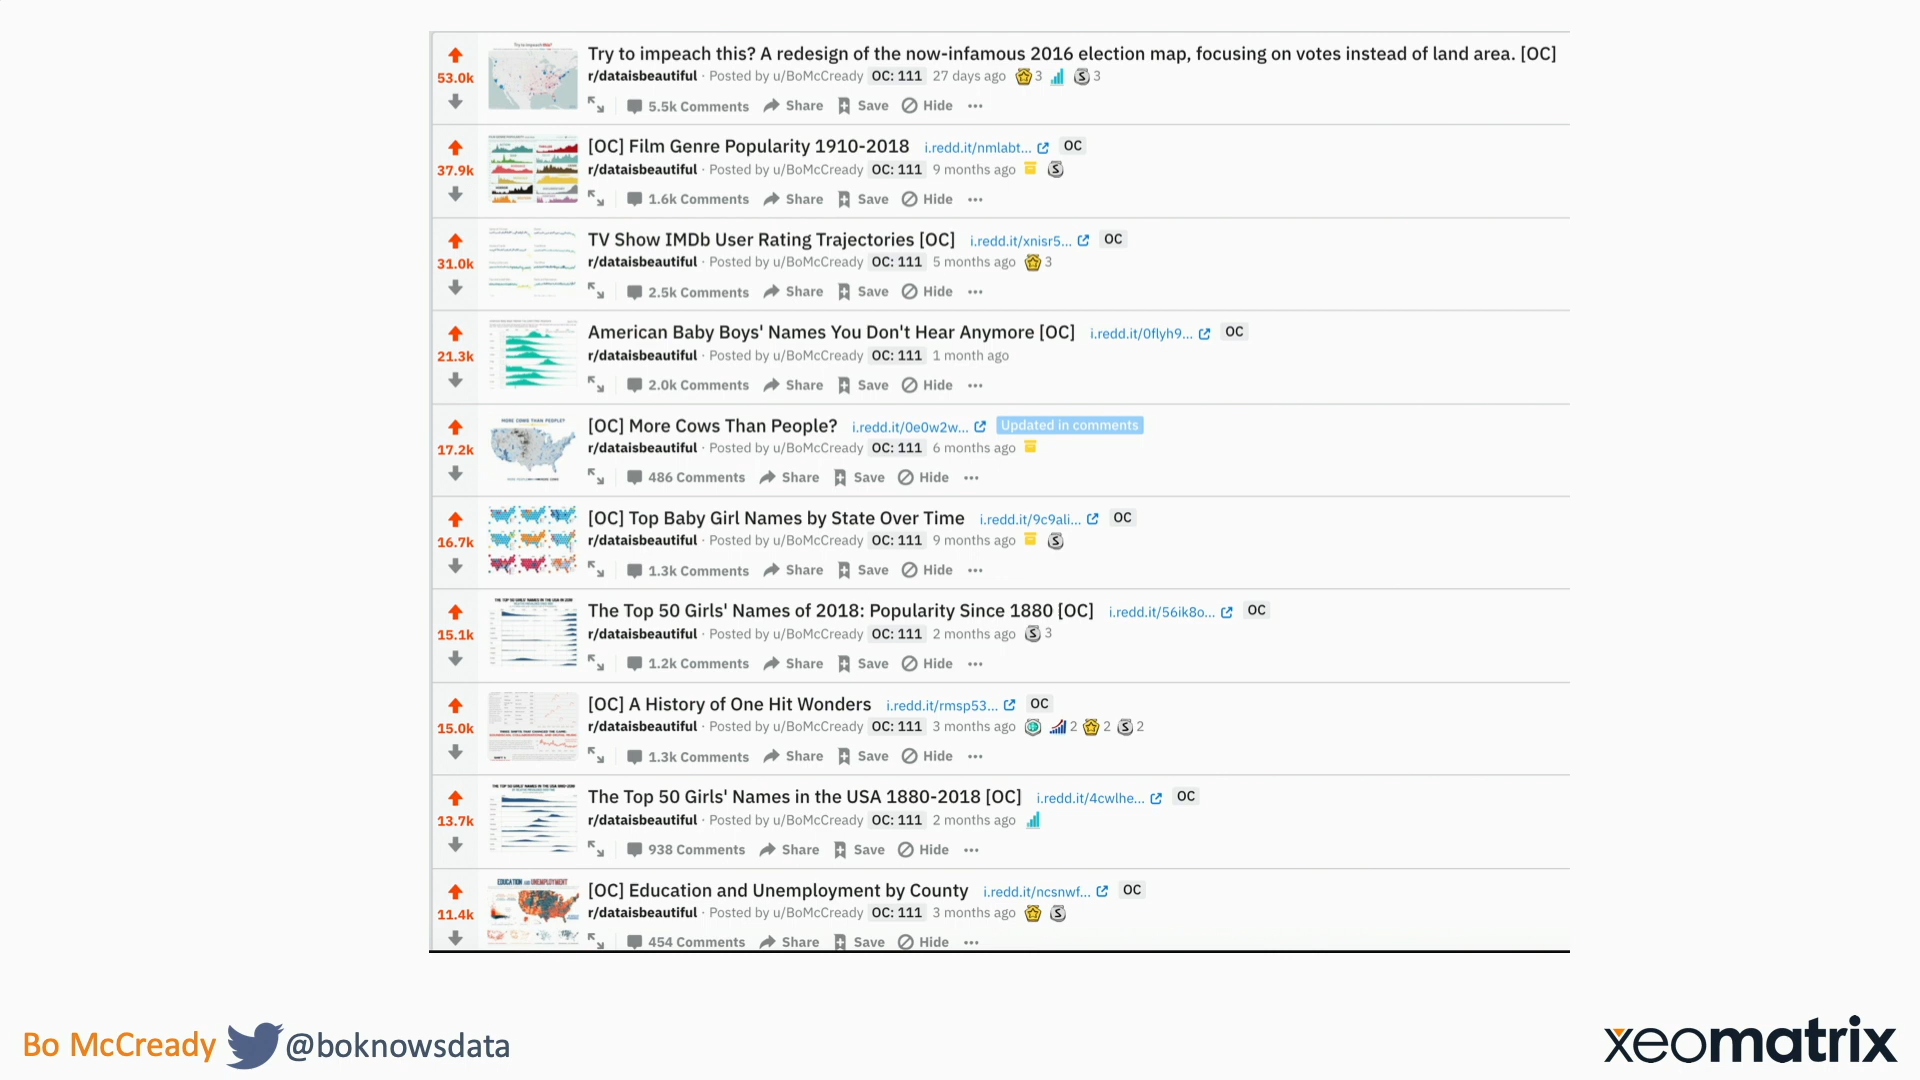 53.0k
Try to impeach this? A redesign of the now-infamous 2016 election map, focusing on votes instead of land area. [OC]
r/dataisbeautiful · Posted by u/BoMcCready OC: 111 27 days ago 3 S 3
5.5k Comments Share Save Hide ...
37.9k
[OC] Film Genre Popularity 1910-2018 i.redd.it/nmlabt... OC
r/dataisbeautiful · Posted by u/BoMcCready OC: 111 9 months ago S
1.6k Comments Share Save Hide ...
31.0k
TV Show IMDb User Rating Trajectories [OC] i.redd.it/xnisr5... OC
r/dataisbeautiful · Posted by u/BoMcCready OC: 111 5 months ago 3
2.5k Comments Share Save Hide ...
21.3k
American Baby Boys' Names You Don't Hear Anymore [OC] i.redd.it/0flyh9... OC
r/dataisbeautiful · Posted by u/BoMcCready OC: 111 1 month ago
2.0k Comments Share Save Hide ...
17.2k
MORE COWS THAN PEOPLE?
[OC] More Cows Than People? i.redd.it/0e0w2w... Updated in comments
r/dataisbeautiful · Posted by u/BoMcCready OC: 111 6 months ago
486 Comments Share Save Hide ...
16.7k
[OC] Top Baby Girl Names by State Over Time i.redd.it/9c9ali... OC
r/dataisbeautiful · Posted by u/BoMcCready OC: 111 9 months ago S
1.3k Comments Share Save Hide ...
15.1k
The Top 50 Girls' Names of 2018: Popularity Since 1880 [OC] i.redd.it/56ik8o... OC
r/dataisbeautiful · Posted by u/BoMcCready OC: 111 2 months ago S 3
1.2k Comments Share Save Hide ...
15.0k
[OC] A History of One Hit Wonders i.redd.it/rmsp53... OC
r/dataisbeautiful · Posted by u/BoMcCready OC: 111 3 months ago 2 2 S 2
1.3k Comments Share Save Hide ...
13.7k
The Top 50 Girls' Names in the USA 1880-2018 [OC] i.redd.it/4cwlhe... OC
r/dataisbeautiful · Posted by u/BoMcCready OC: 111 2 months ago
938 Comments Share Save Hide ...
11.4k
EDUCATION AND UNEMPLOYMENT
[OC] Education and Unemployment by County i.redd.it/ncsnwf... OC
r/dataisbeautiful · Posted by u/BoMcCready OC: 111 3 months ago S
454 Comments Share Save Hide ...
Bo McCready @boknowsdata
xeomatrix